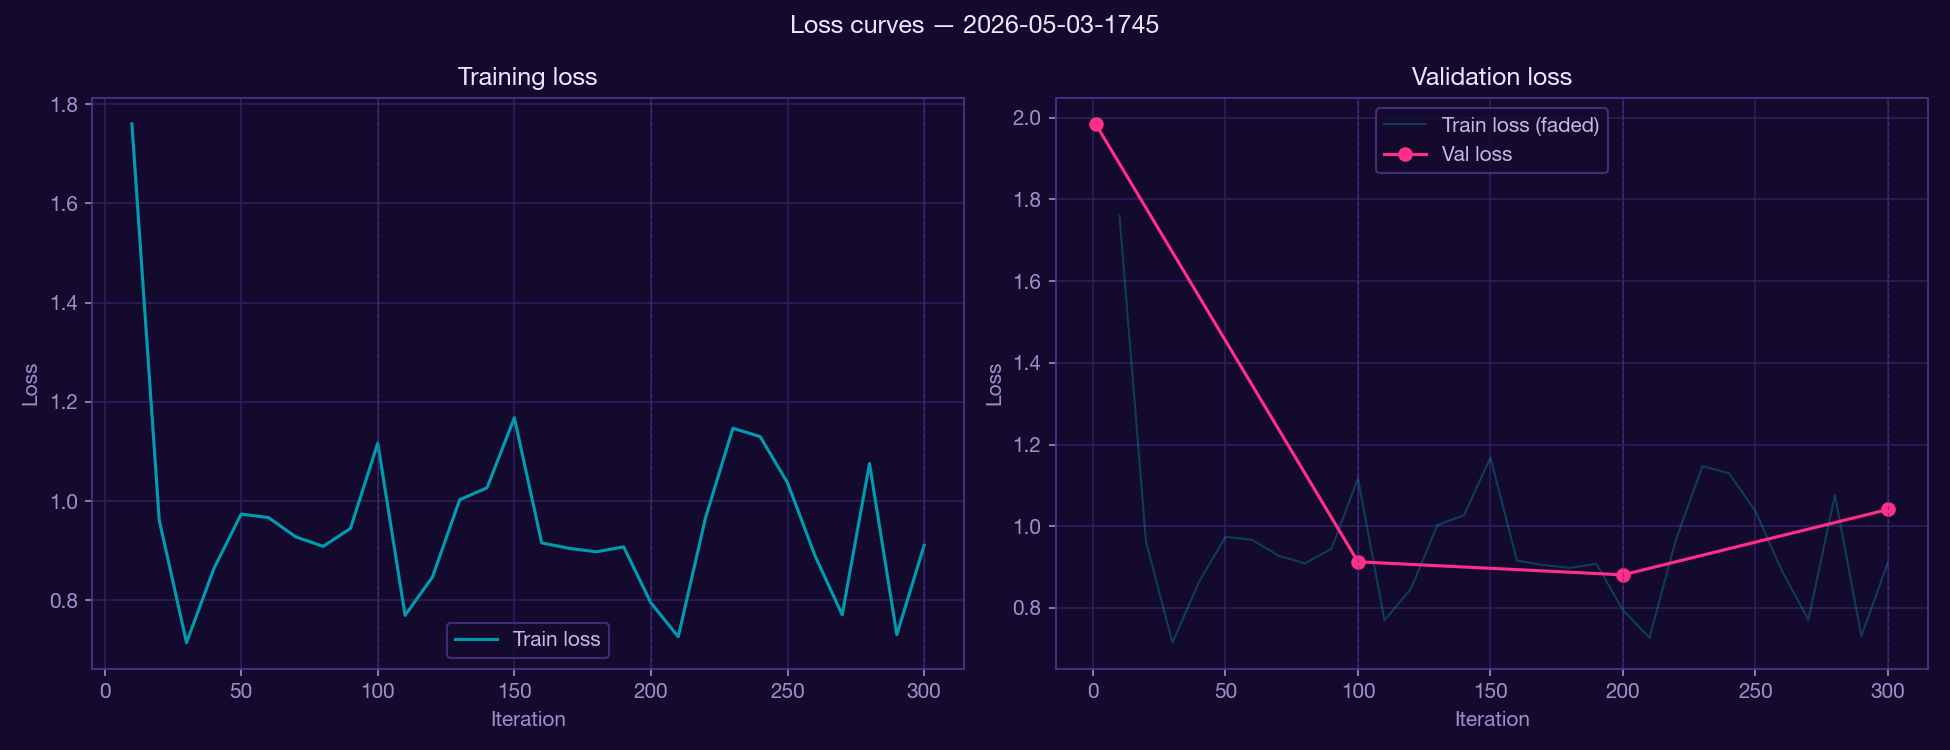 Loss curves — 2026-05-03-1745
Training loss
1.8
1.6
1.4
1.2
1.0
0.8
Loss
Train loss
0 50 100 150 200 250 300
Iteration
Validation loss
2.0
1.8
1.6
1.4
1.2
1.0
0.8
Loss
Train loss (faded)
Val loss
0 50 100 150 200 250 300
Iteration